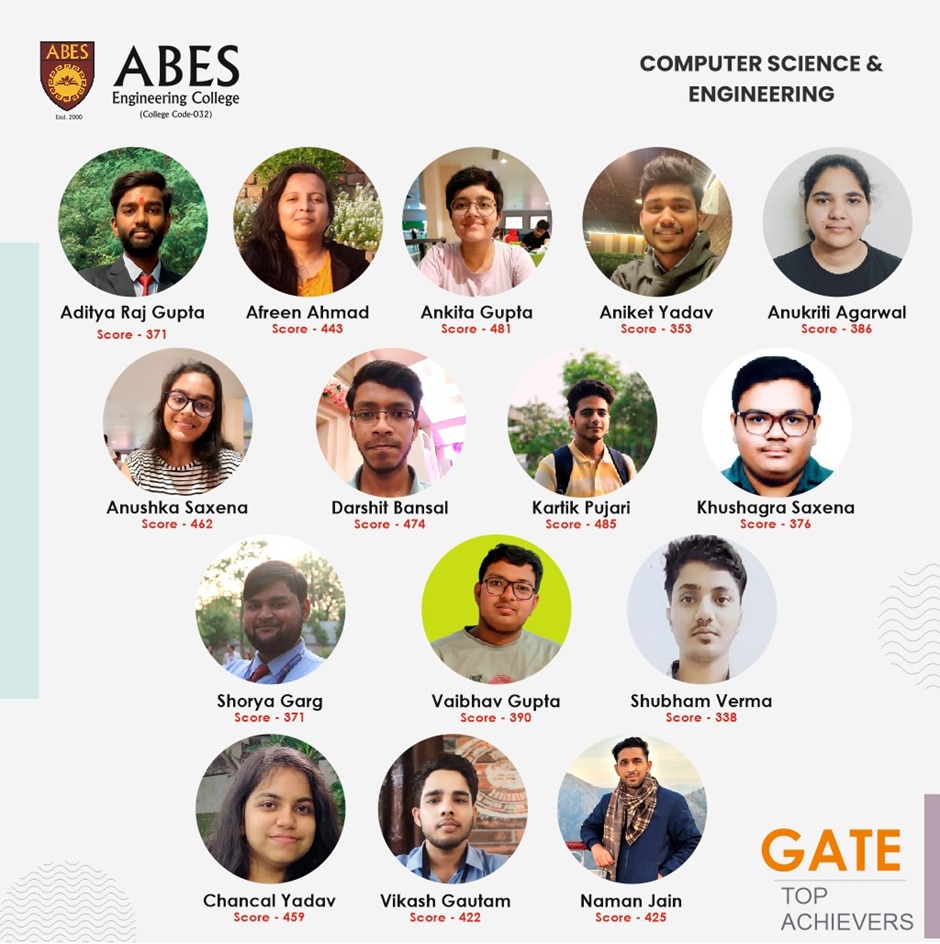 ABES
Estd. 2000
ABES
Engineering College
(College Code-032)
COMPUTER SCIENCE &
ENGINEERING
Aditya Raj Gupta
Score - 371
Afreen Ahmad
Score - 443
Ankita Gupta
Score - 481
Aniket Yadav
Score - 353
Anukriti Agarwal
Score - 386
Anushka Saxena
Score - 462
Darshit Bansal
Score - 474
Kartik Pujari
Score - 485
Khushagra Saxena
Score - 376
Shorya Garg
Score - 371
Vaibhav Gupta
Score - 390
Shubham Verma
Score - 338
Chancal Yadav
Score - 459
Vikash Gautam
Score - 422
Naman Jain
Score - 425
GATE
TOP
ACHIEVERS